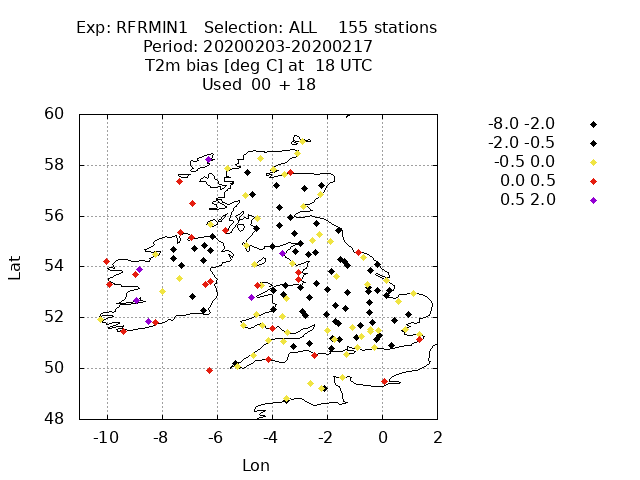 Exp: RFRMIN1 Selection: ALL 155 stations
Period: 20200203-20200217
T2m bias [deg C] at 18 UTC
Used 00 + 18
60
58
56
54
52
50
48
-10 -8 -6 -4 -2 0 2
Lat
Lon
-8.0 -2.0
-2.0 -0.5
-0.5 0.0
0.0 0.5
0.5 2.0